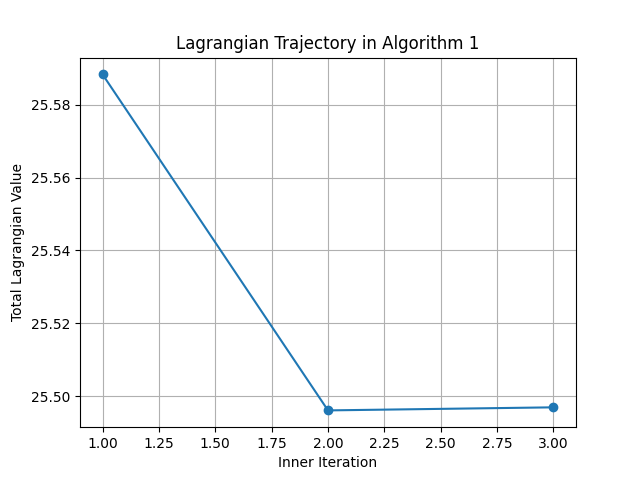 Lagrangian Trajectory in Algorithm 1
Total Lagrangian Value
25.58
25.56
25.54
25.52
25.50
1.00 1.25 1.50 1.75 2.00 2.25 2.50 2.75 3.00
Inner Iteration